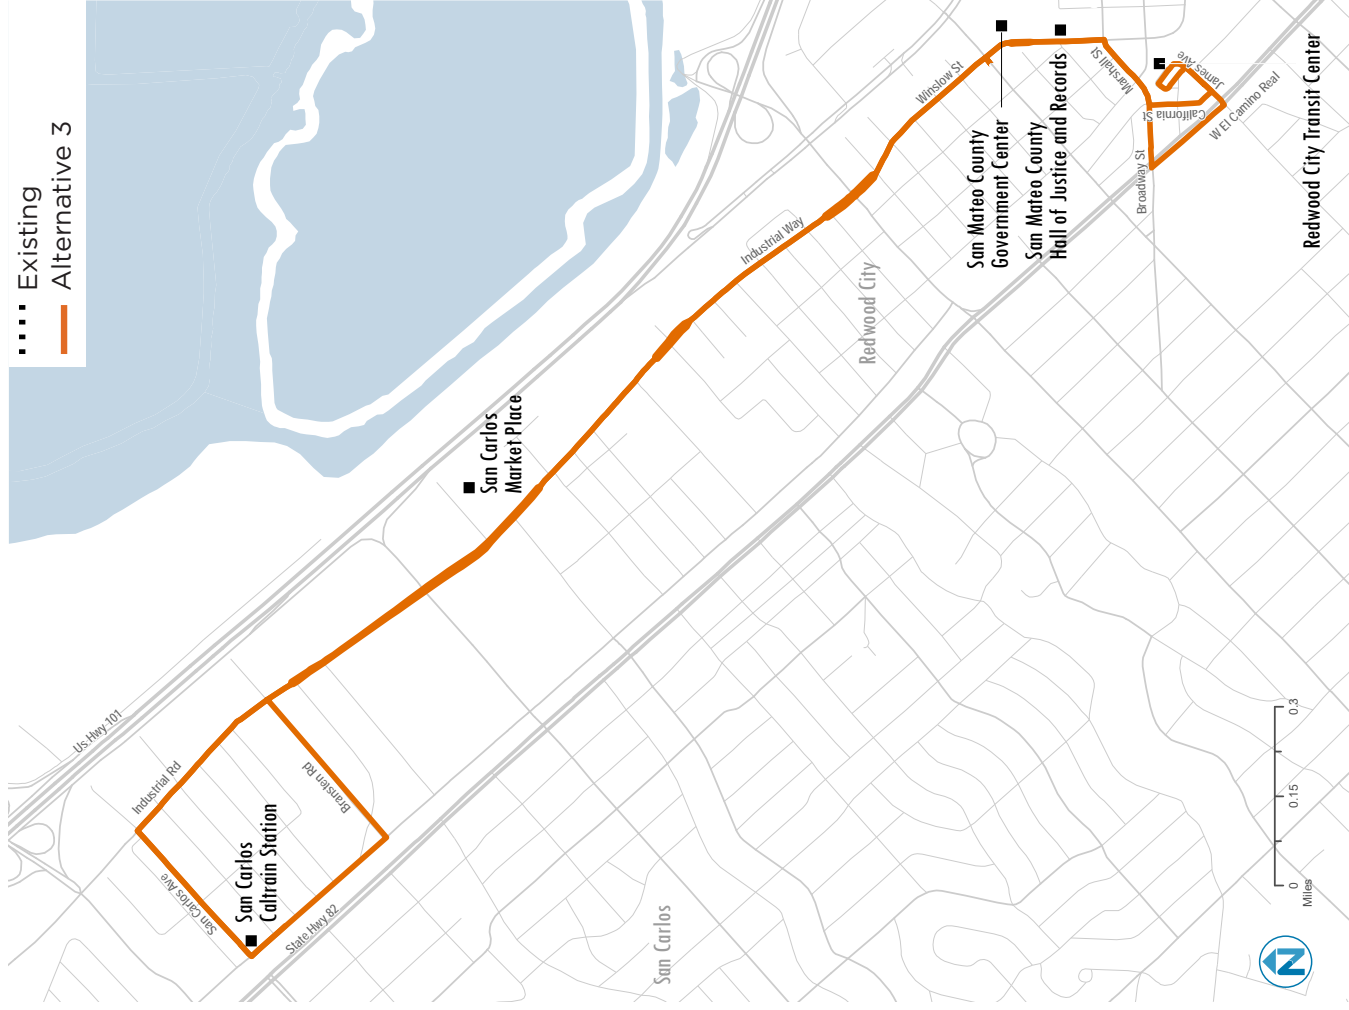 Existing
Alternative 3
San Mateo County
Government Center
San Mateo County
Hall of Justice and Records
Redwood City Transit Center
San Carlos
Market Place
San Carlos
Caltrain Station
Winslow St
Marshall St
James Ave
California St
W El Camino Real
Broadway St
Industrial Way
Redwood City
Us Hwy 101
Industrial Rd
Bransten Rd
San Carlos Ave
State Hwy 82
San Carlos
0 0.15 0.3
Miles
N